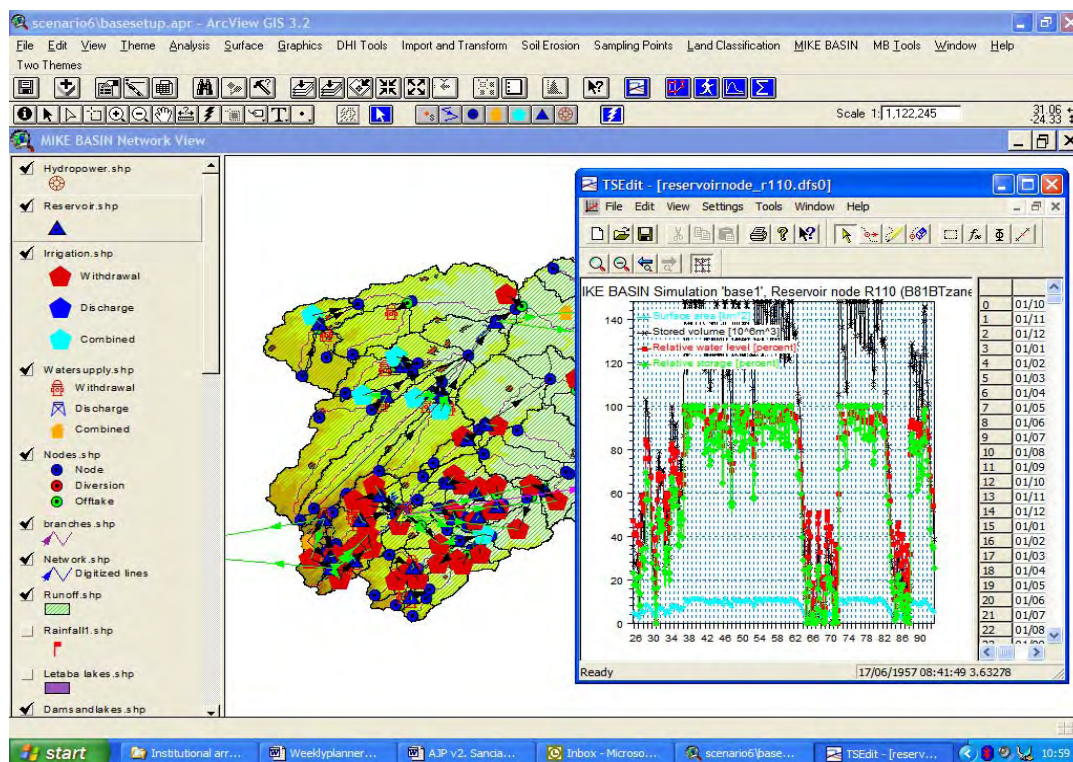 scenario6\basesetup.apr - ArcView GIS 3.2
File Edit View Theme Analysis Surface Graphics DHI Tools Import and Transform Soil Erosion Sampling Points Land Classification MIKE BASIN MB Tools Window Help
Two Themes
Scale 1: 1,122,245
31.06
-24.33
MIKE BASIN Network View
Hydropower.shp
Reservoir.shp
Irrigation.shp
Withdrawal
Discharge
Combined
Watersupply.shp
Withdrawal
Discharge
Combined
Nodes.shp
Node
Diversion
Offtake
branches.shp
Network.shp
Digitized lines
Runoff.shp
Rainfall1.shp
Letaba lakes.shp
Damsandlakes.shp
TSEdit - [reservoirnode_r110.dfs0]
File Edit View Settings Tools Window Help
IKE BASIN Simulation 'base1', Reservoir node R110 (B81BTzane
Surface area [km^2]
Stored volume [10^6m^3]
Relative water level [percent]
Relative storage [percent]
140
120
100
80
60
40
20
0
26 30 34 38 42 46 50 54 58 62 66 70 74 78 82 86 90
0 01/10
1 01/11
2 01/12
3 01/01
4 01/02
5 01/03
6 01/04
7 01/05
8 01/06
9 01/07
10 01/08
11 01/09
12 01/10
13 01/11
14 01/12
15 01/01
16 01/02
17 01/03
18 01/04
19 01/05
20 01/06
21 01/07
22 01/08
Ready
17/06/1957 08:41:49 3.63278
start
Institutional arr...
Weeklyplanner...
AJP v2. Sancia...
Inbox - Microso...
scenario6\base...
TSEdit - [reserv...
10:59